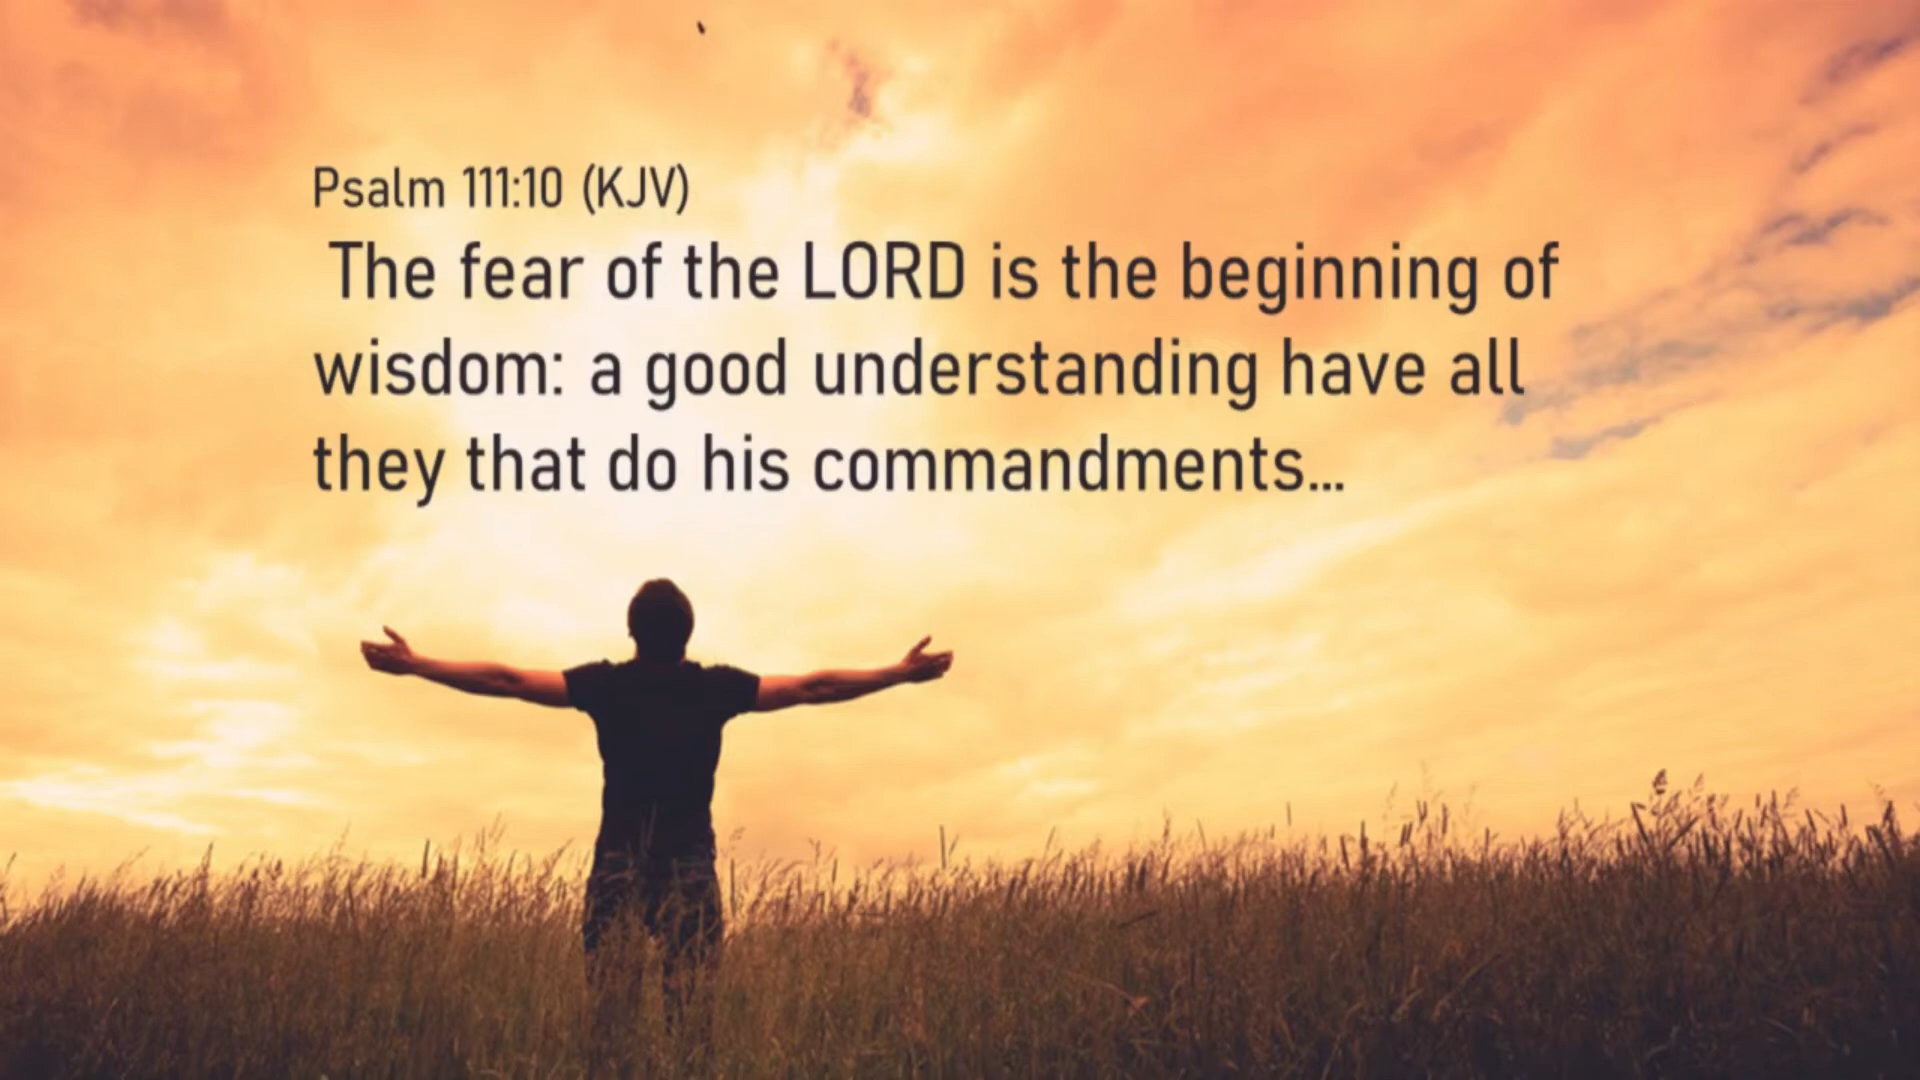 Psalm 111:10 (KJV)
The fear of the LORD is the beginning of
wisdom: a good understanding have all
they that do his commandments...